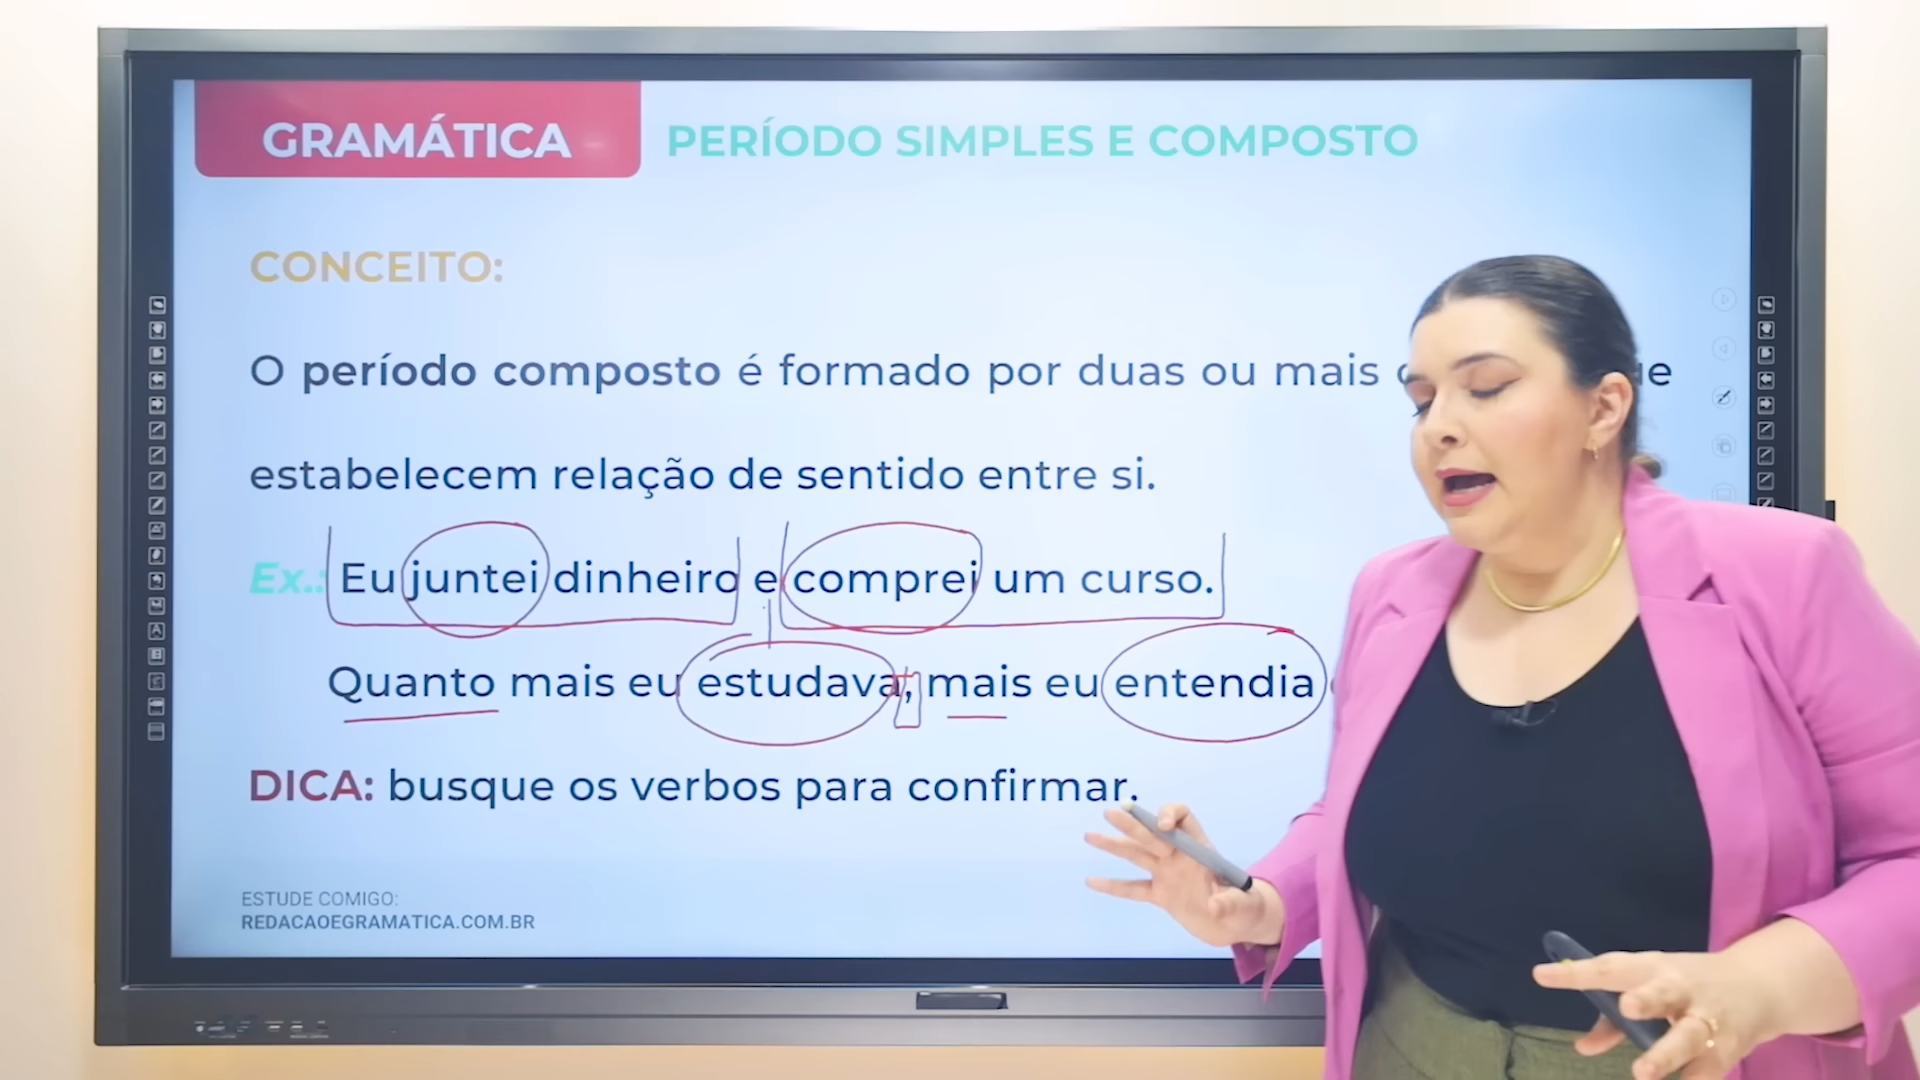 GRAMÁTICA
PERÍODO SIMPLES E COMPOSTO
CONCEITO:
O período composto é formado por duas ou mais
estabelecem relação de sentido entre si.
Ex.: Eu juntei dinheiro e comprei um curso.
Quanto mais eu estudava, mais eu entendia
DICA: busque os verbos para confirmar.
ESTUDE COMIGO:
REDACAOEGRAMATICA.COM.BR